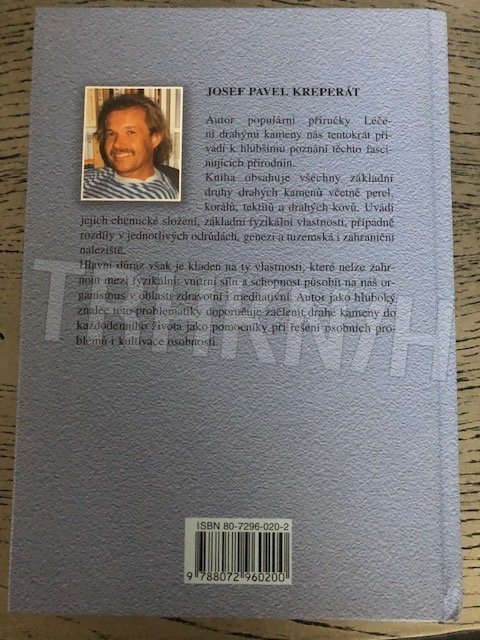 JOSEF PAVEL KREPERÁT
Autor populární příručky Léče-
ní drahými kameny nás tentokrát při-
vádí k hlubšímu poznání těchto fasci-
nujících přírodnin.
Kniha obsahuje všechny základní
druhy drahých kamenů včetně perel,
korálů, tektitů a drahých kovů. Uvádí
jejich chemické složení, základní fyzikální vlastnosti, případně
rozdíly v jednotlivých odrůdách, genezi a tuzemská i zahraniční
naleziště.
Hlavní důraz však je kladen na ty vlastnosti, které nelze zahr-
nout mezi fyzikální: vnitřní sílu a schopnost působit na náš or-
ganismus v oblasti zdravotní i meditativní. Autor jako hluboký
znalec této problematiky doporučuje začlenit drahé kameny do
každodenního života jako pomocníky při řešení osobních pro-
blémů i kultivace osobnosti.
ISBN 80-7296-020-2
9 788072 960200